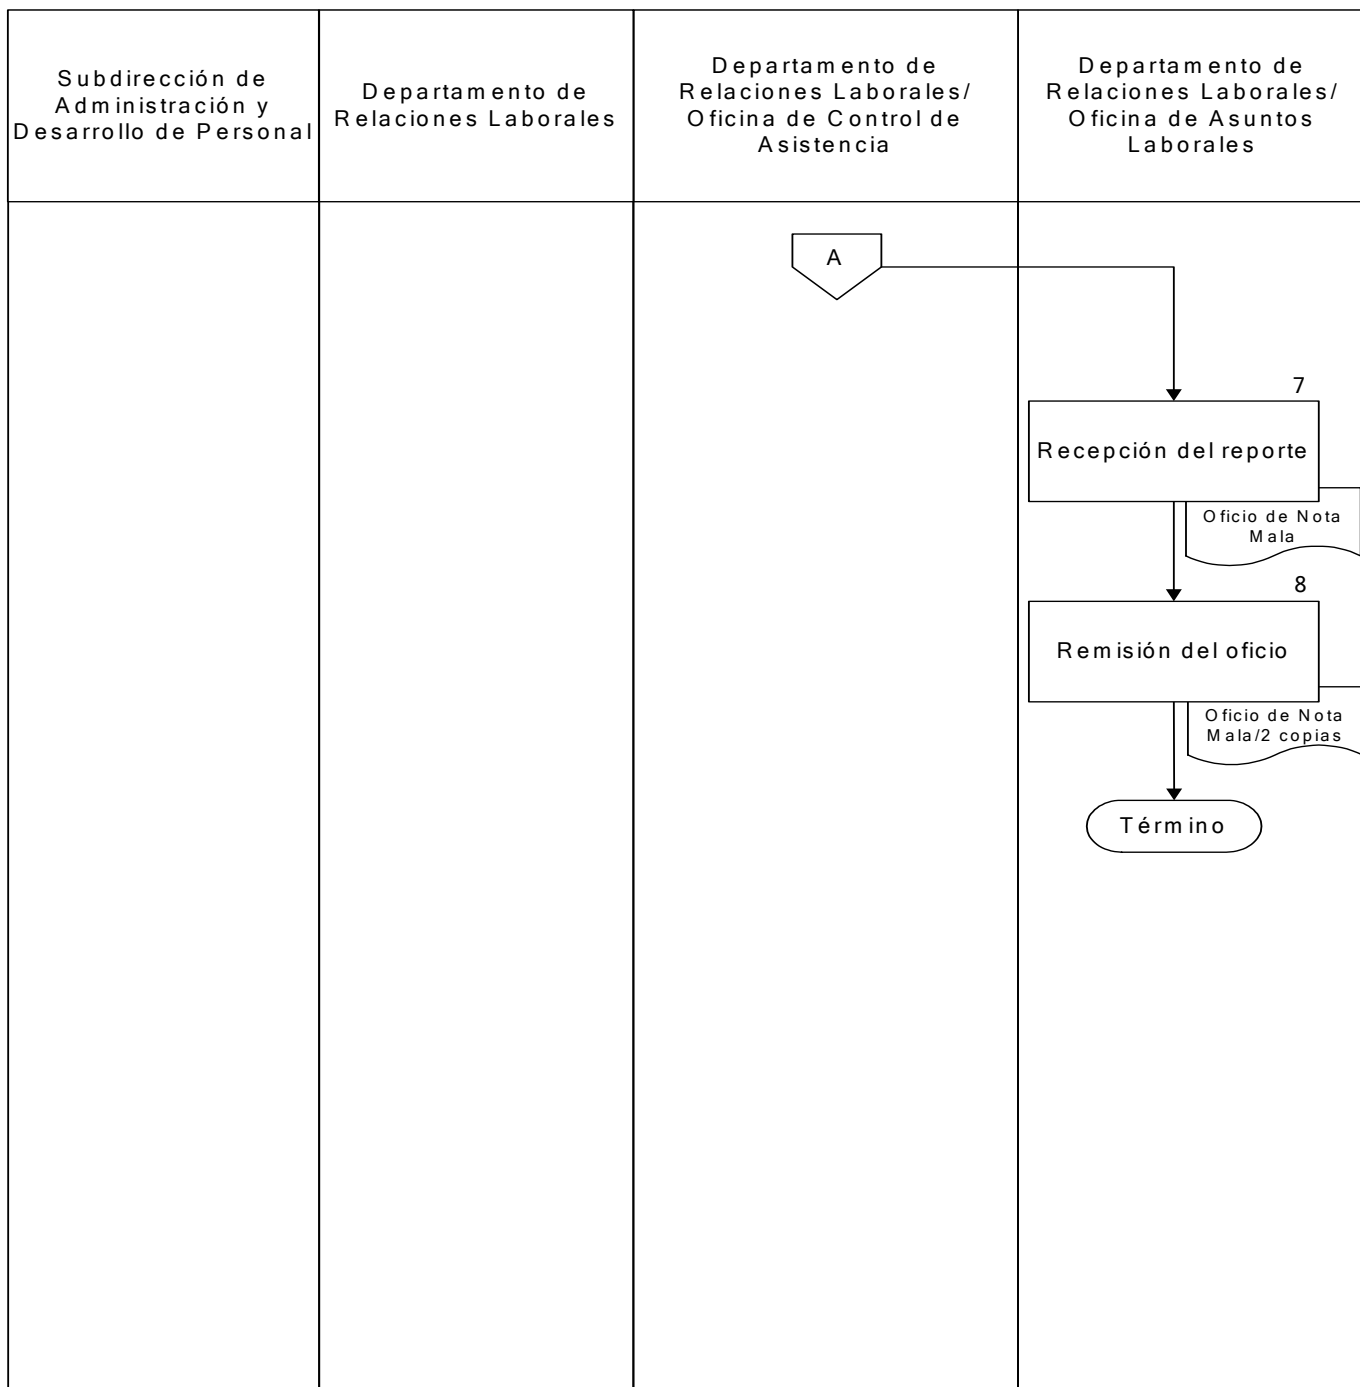 Subdirección de
Administración y
Desarrollo de Personal
Departamento de
Relaciones Laborales
Departamento de
Relaciones Laborales/
Oficina de Control de
Asistencia
Departamento de
Relaciones Laborales/
Oficina de Asuntos
Laborales
A
7
Recepción del reporte
Oficio de Nota
Mala
8
Remisión del oficio
Oficio de Nota
Mala/2 copias
Término